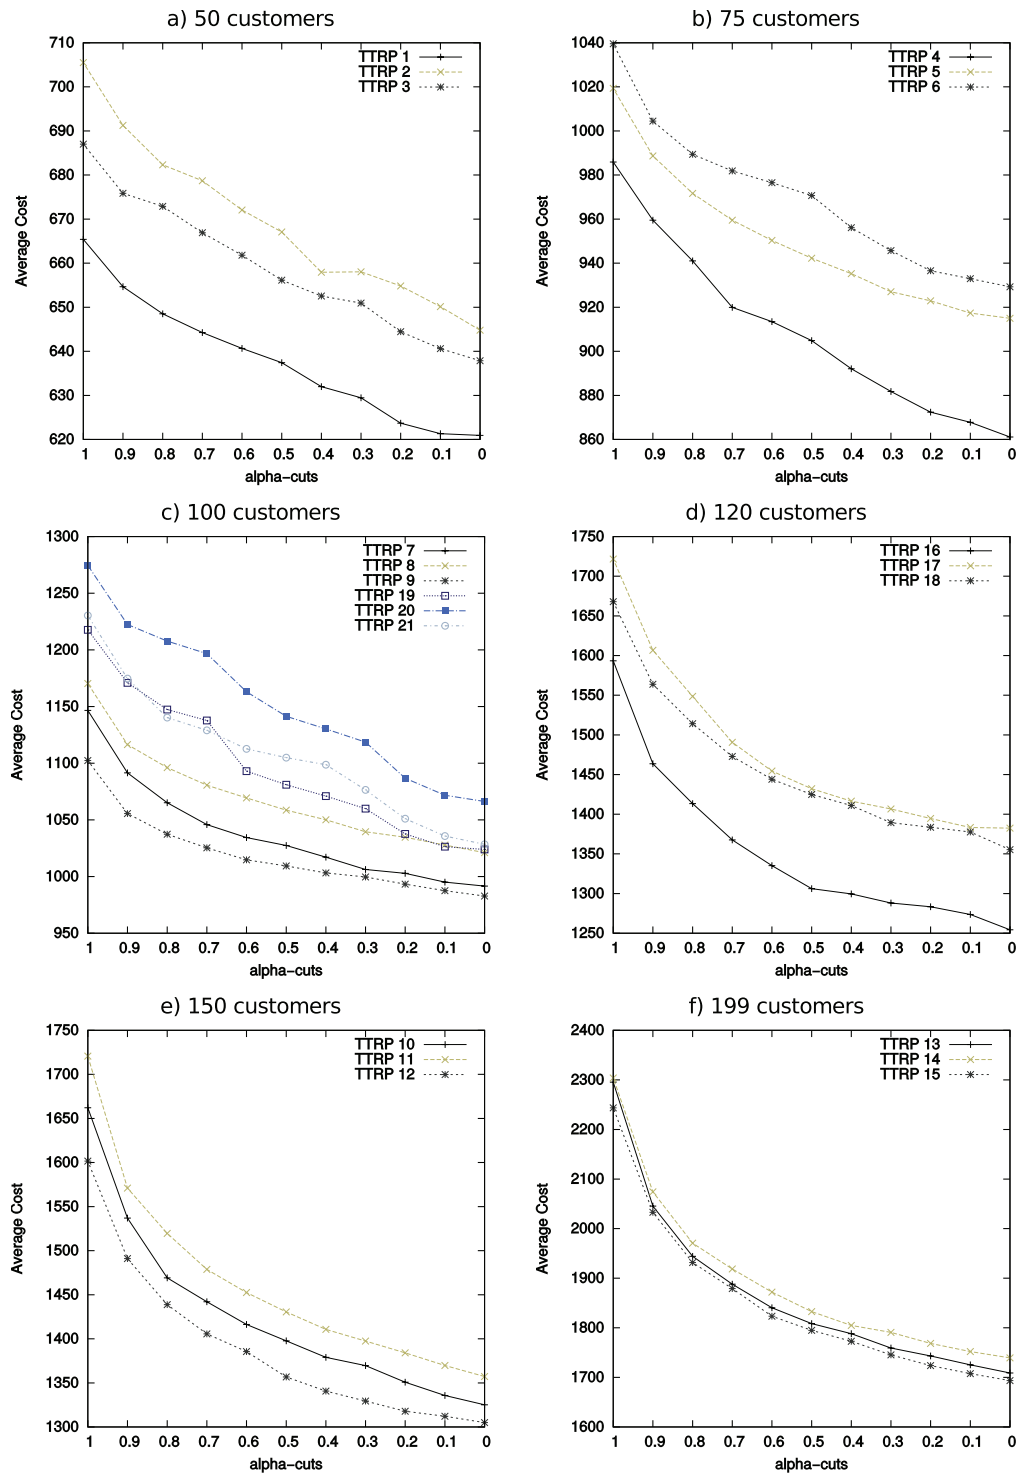 a) 50 customers
710
700
690
680
670
660
650
640
630
620
Average Cost
TTRP 1
TTRP 2
TTRP 3
1 0.9 0.8 0.7 0.6 0.5 0.4 0.3 0.2 0.1 0
alpha-cuts
b) 75 customers
1040
1020
1000
980
960
940
920
900
880
860
Average Cost
TTRP 4
TTRP 5
TTRP 6
1 0.9 0.8 0.7 0.6 0.5 0.4 0.3 0.2 0.1 0
alpha-cuts
c) 100 customers
1300
1250
1200
1150
1100
1050
1000
950
Average Cost
TTRP 7
TTRP 8
TTRP 9
TTRP 19
TTRP 20
TTRP 21
1 0.9 0.8 0.7 0.6 0.5 0.4 0.3 0.2 0.1 0
alpha-cuts
d) 120 customers
1750
1700
1650
1600
1550
1500
1450
1400
1350
1300
1250
Average Cost
TTRP 16
TTRP 17
TTRP 18
1 0.9 0.8 0.7 0.6 0.5 0.4 0.3 0.2 0.1 0
alpha-cuts
e) 150 customers
1750
1700
1650
1600
1550
1500
1450
1400
1350
1300
Average Cost
TTRP 10
TTRP 11
TTRP 12
1 0.9 0.8 0.7 0.6 0.5 0.4 0.3 0.2 0.1 0
alpha-cuts
f) 199 customers
2400
2300
2200
2100
2000
1900
1800
1700
1600
Average Cost
TTRP 13
TTRP 14
TTRP 15
1 0.9 0.8 0.7 0.6 0.5 0.4 0.3 0.2 0.1 0
alpha-cuts